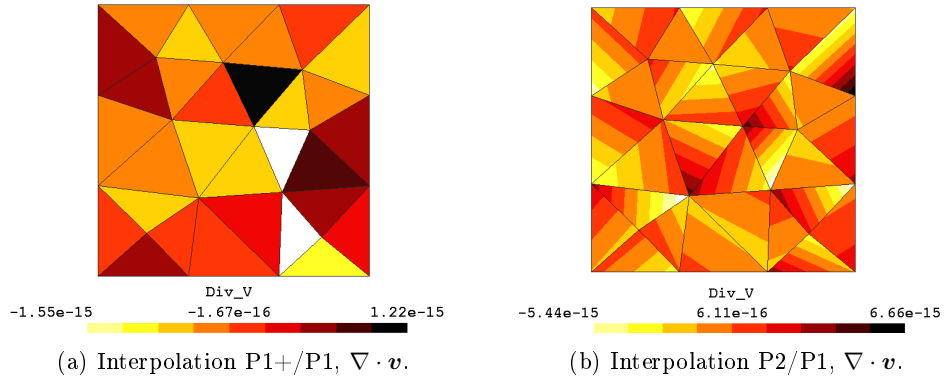 Div_V
-1.55e-15 -1.67e-16 1.22e-15
(a) Interpolation P1+/P1, ∇ · v.
Div_V
-5.44e-15 6.11e-16 6.66e-15
(b) Interpolation P2/P1, ∇ · v.